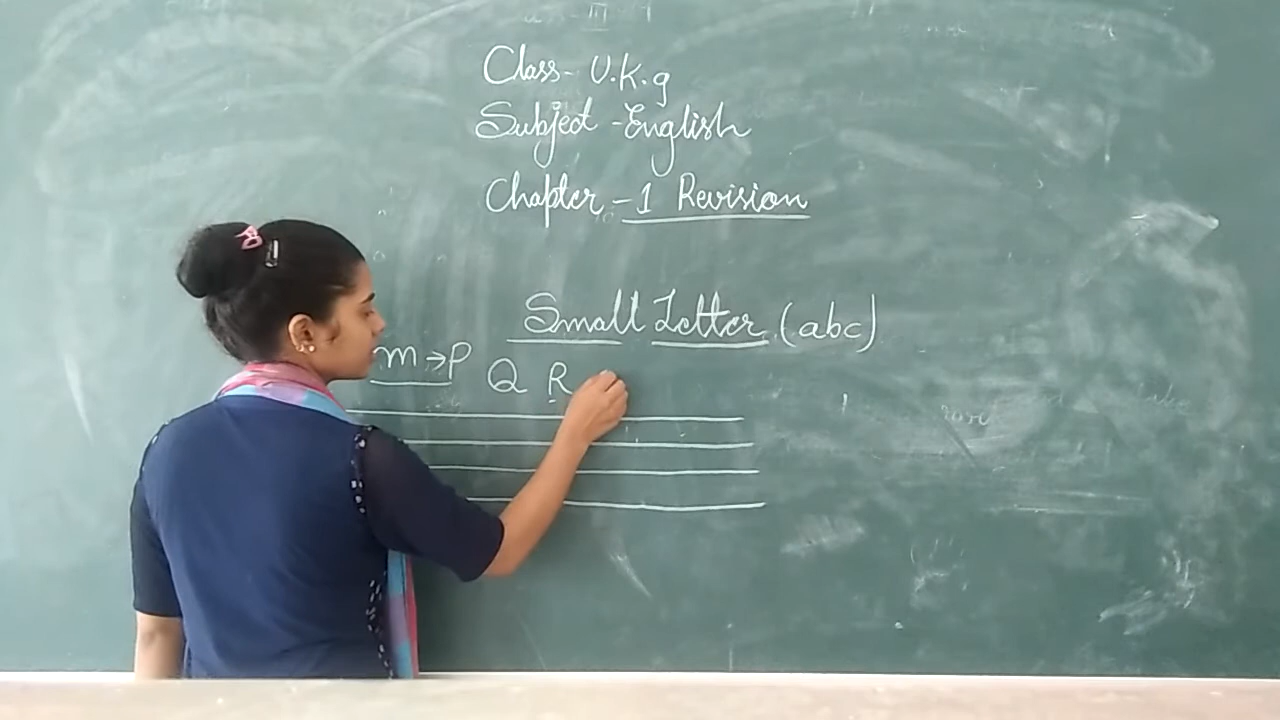 Class- U.K.g
Subject -English
Chapter -1 Revision
Small Letter (abc)
m → P Q R